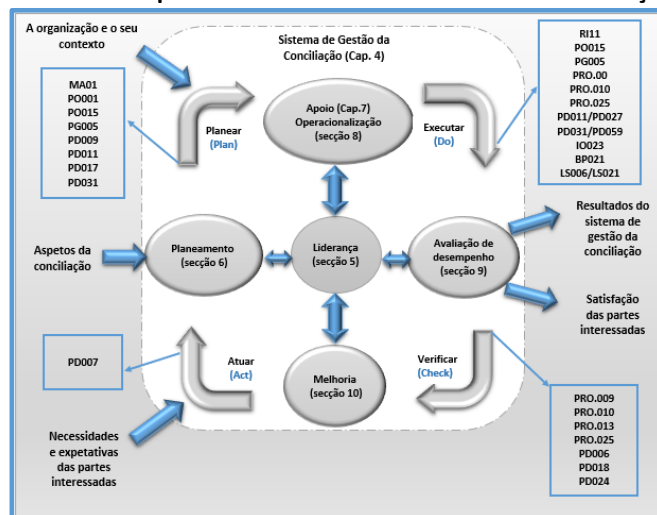 A organização e o seu
contexto
Sistema de Gestão da
Conciliação (Cap. 4)
MA01
PO001
PO015
PG005
PD009
PD011
PD017
PD031
Planear
(Plan)
Apoio (Cap.7)
Operacionalização
(secção 8)
Executar
(Do)
RI11
PO015
PG005
PRO.00
PRO.010
PRO.025
PD011/PD027
PD031/PD059
IO023
BP021
LS006/LS021
Aspetos da
conciliação
Planeamento
(secção 6)
Liderança
(secção 5)
Avaliação de
desempenho
(secção 9)
Resultados do
sistema de
gestão da
conciliação
Satisfação
das partes
interessadas
PD007
Atuar
(Act)
Melhoria
(secção 10)
Verificar
(Check)
Necessidades
e expetativas
das partes
interessadas
PRO.009
PRO.010
PRO.013
PRO.025
PD006
PD018
PD024